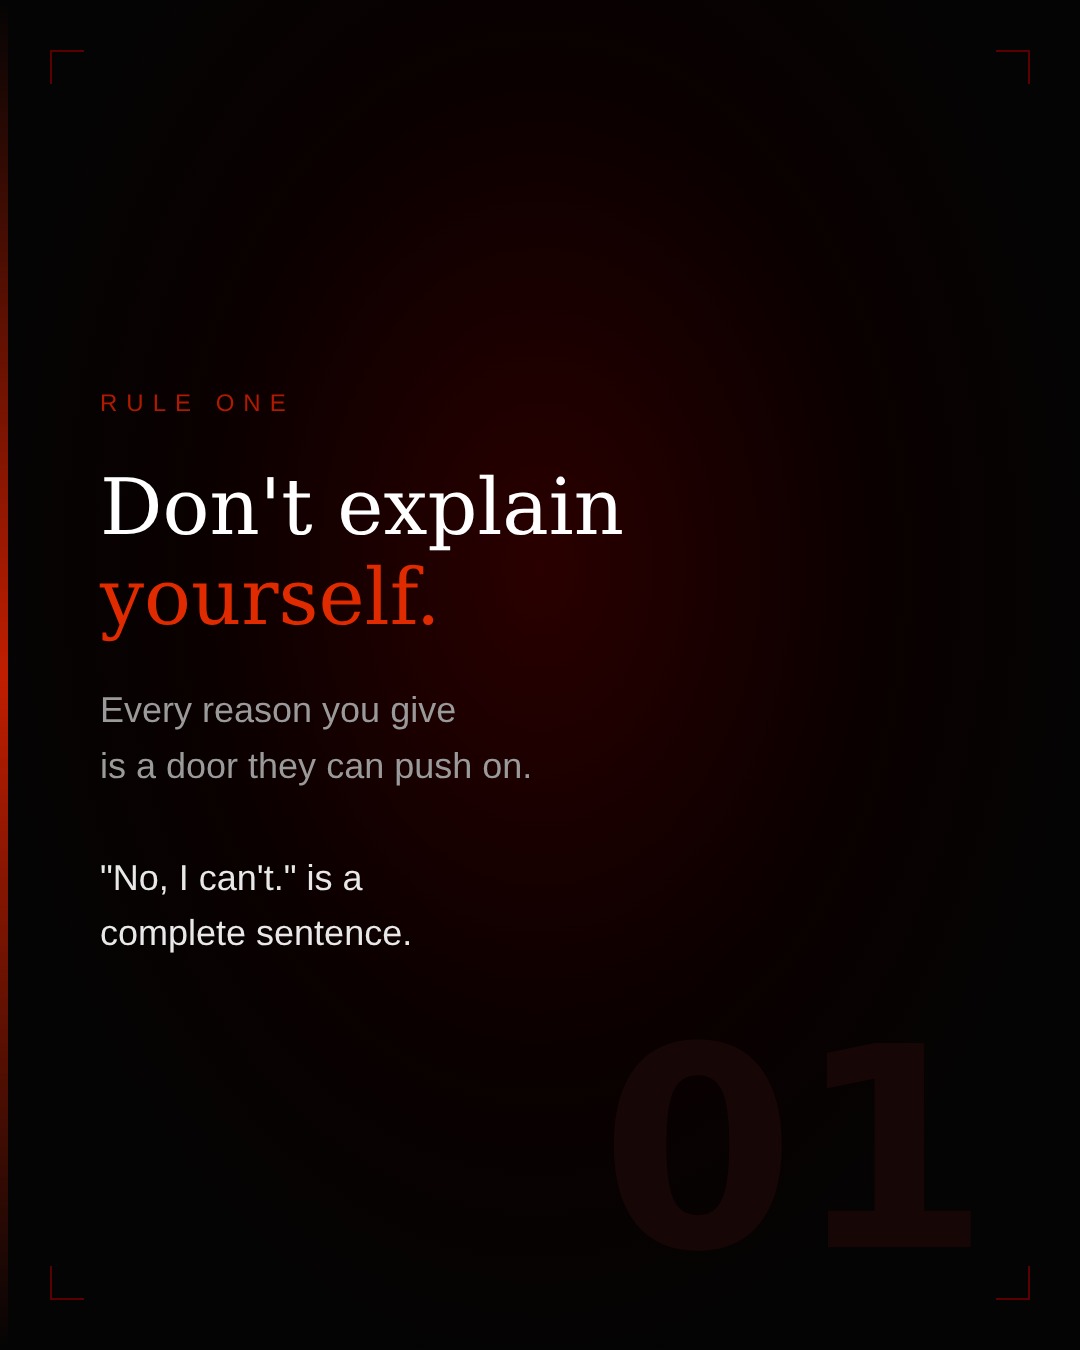 RULE ONE
Don't explain
yourself.
Every reason you give
is a door they can push on.
"No, I can't." is a
complete sentence.
01